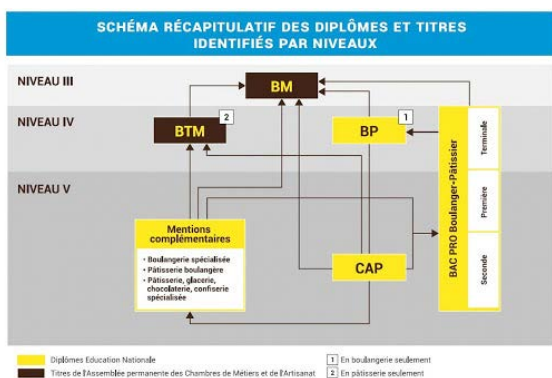 SCHÉMA RÉCAPITULATIF DES DIPLÔMES ET TITRES
IDENTIFIÉS PAR NIVEAUX
NIVEAU III
BM
NIVEAU IV
BTM
2
BP
1
NIVEAU V
Mentions
complémentaires
• Boulangerie spécialisée
• Pâtisserie boulangère
• Pâtisserie, glacerie,
chocolaterie, confiserie
spécialisée
CAP
BAC PRO Boulanger-Pâtissier
Terminale
Première
Seconde
Diplômes Education Nationale
1 En boulangerie seulement
Titres de l'Assemblée permanente des Chambres de Métiers et de l'Artisanat
2 En pâtisserie seulement